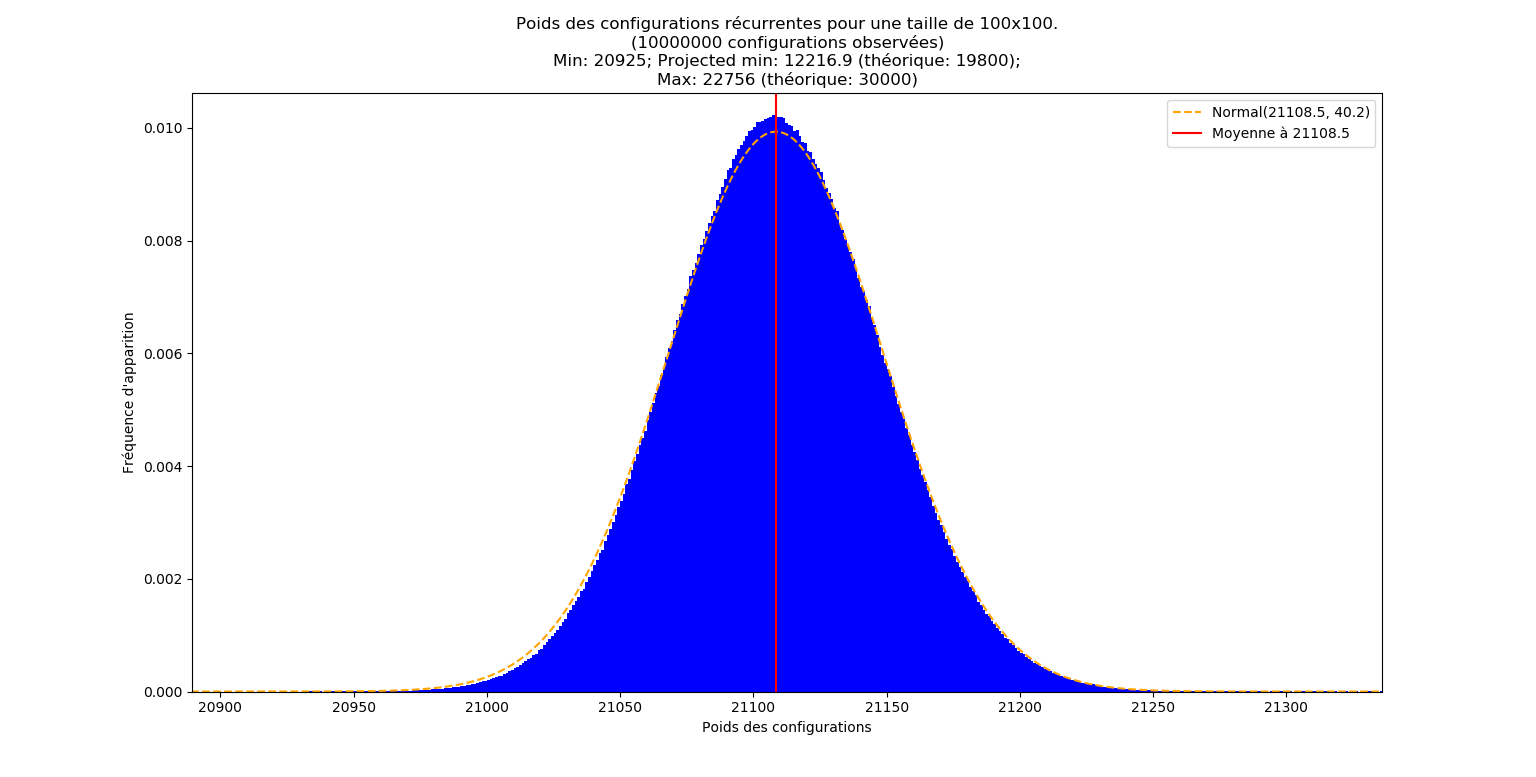 Poids des configurations récurrentes pour une taille de 100x100.
(10000000 configurations observées)
Min: 20925; Projected min: 12216.9 (théorique: 19800);
Max: 22756 (théorique: 30000)
Normal(21108.5, 40.2)
Moyenne à 21108.5
Fréquence d'apparition
0.010
0.008
0.006
0.004
0.002
0.000
20900 20950 21000 21050 21100 21150 21200 21250 21300
Poids des configurations